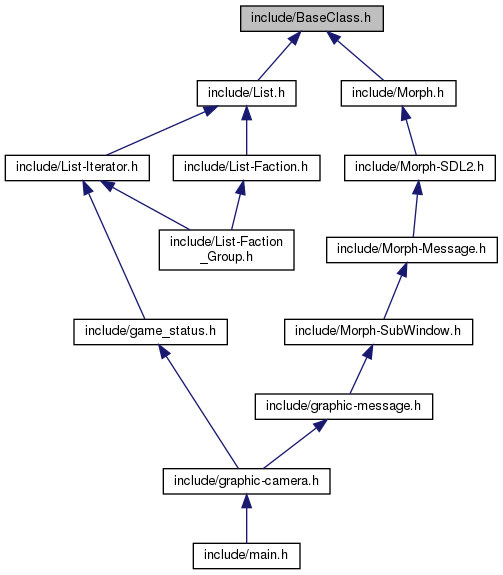 include/BaseClass.h
include/List.h
include/Morph.h
include/List-Iterator.h
include/List-Faction.h
include/Morph-SDL2.h
include/List-Faction
_Group.h
include/Morph-Message.h
include/game_status.h
include/Morph-SubWindow.h
include/graphic-message.h
include/graphic-camera.h
include/main.h